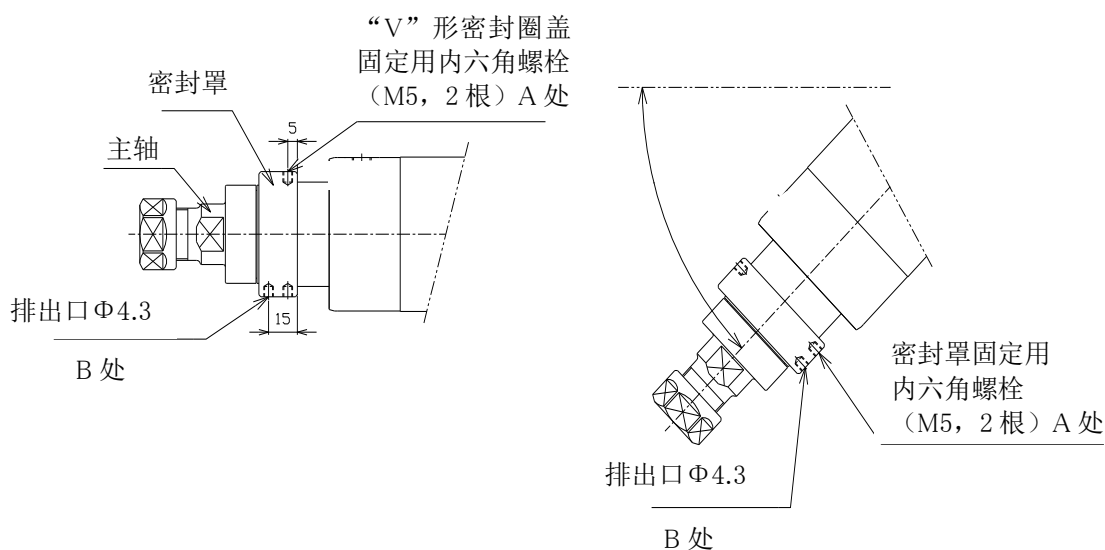 “V”形密封圈盖
固定用内六角螺栓
（M5，2根）A处
密封罩
5
主轴
排出口Φ4.3
15
B处
密封罩固定用
内六角螺栓
（M5，2根）A处
排出口Φ4.3
B处